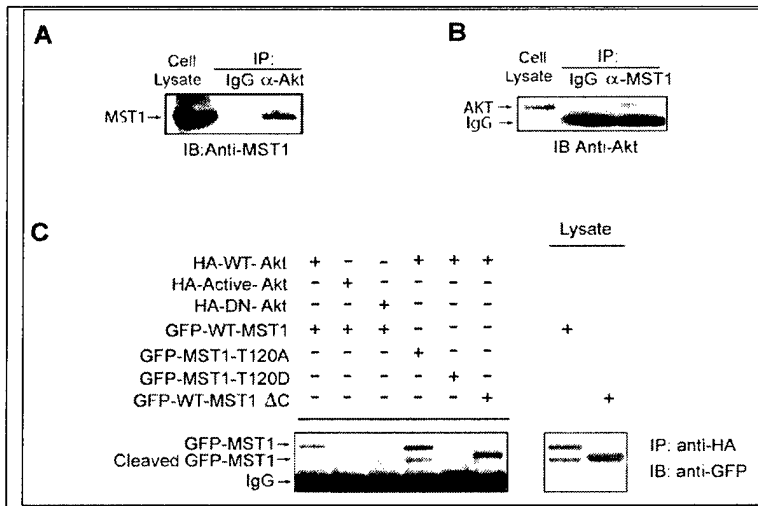 A
Cell
Lysate
IP:
IgG α-Akt
MST1→
IB:Anti-MST1
B
Cell
Lysate
IP:
IgG α-MST1
AKT→
IgG→
IB Anti-Akt
C
Lysate
HA-WT- Akt + – – + + +
HA-Active- Akt – + – – – –
HA-DN- Akt – – + – – –
GFP-WT-MST1 + + + – – – +
GFP-MST1-T120A – – – + – –
GFP-MST1-T120D – – – – + –
GFP-WT-MST1 ΔC – – – – – + +
GFP-MST1→
Cleaved GFP-MST1→
IgG→
IP: anti-HA
IB: anti-GFP